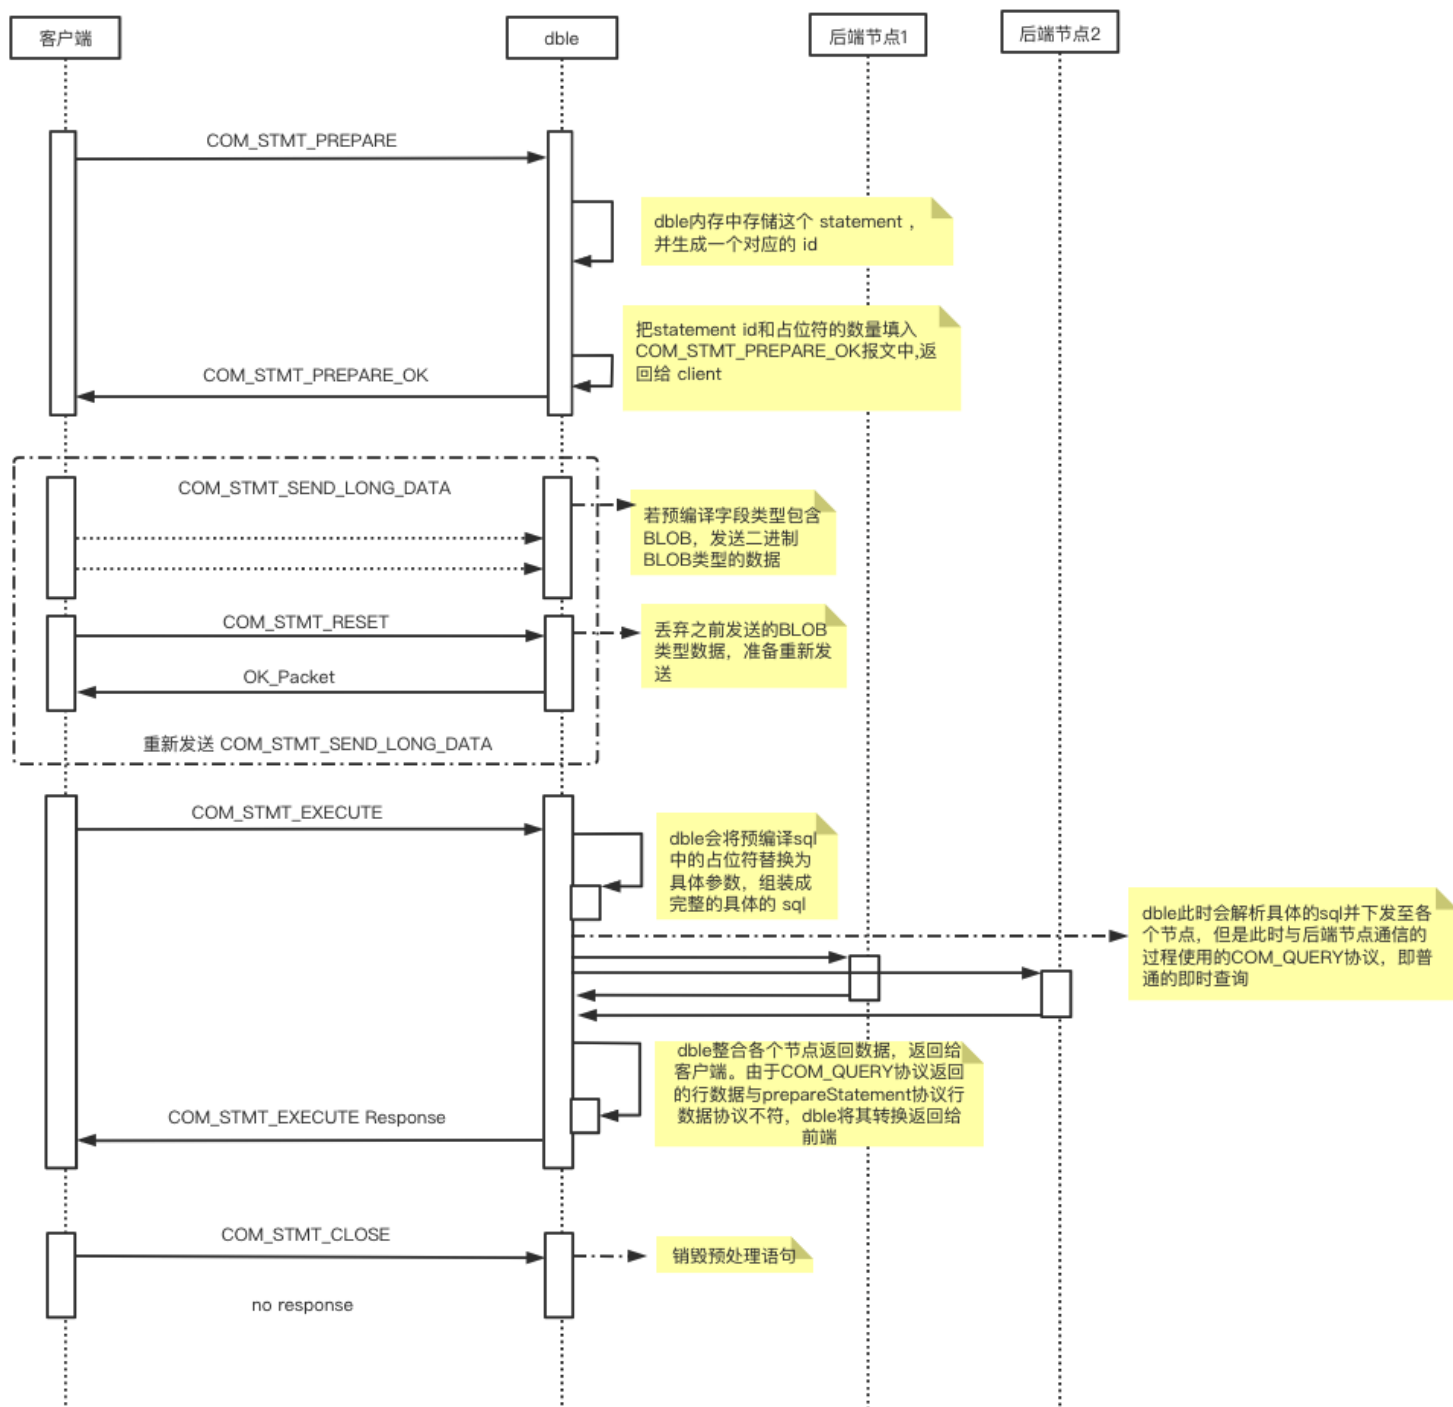 客户端
dble
后端节点1
后端节点2
COM_STMT_PREPARE
dble内存中存储这个 statement ，
并生成一个对应的 id
把statement id和占位符的数量填入
COM_STMT_PREPARE_OK报文中,返
回给 client
COM_STMT_PREPARE_OK
COM_STMT_SEND_LONG_DATA
若预编译字段类型包含
BLOB，发送二进制
BLOB类型的数据
COM_STMT_RESET
丢弃之前发送的BLOB
类型数据，准备重新发
送
OK_Packet
重新发送 COM_STMT_SEND_LONG_DATA
COM_STMT_EXECUTE
dble会将预编译sql
中的占位符替换为
具体参数，组装成
完整的具体的 sql
dble此时会解析具体的sql并下发至各
个节点，但是此时与后端节点通信的
过程使用的COM_QUERY协议，即普
通的即时查询
dble整合各个节点返回数据，返回给
客户端。由于COM_QUERY协议返回
的行数据与prepareStatement协议行
数据协议不符，dble将其转换返回给
前端
COM_STMT_EXECUTE Response
COM_STMT_CLOSE
销毁预处理语句
no response